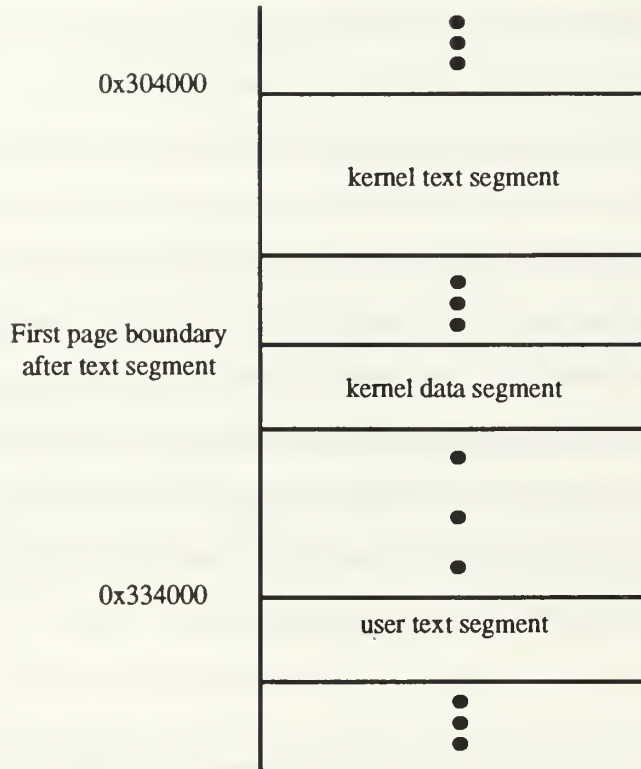 0x304000
kernel text segment
First page boundary
after text segment
kernel data segment
0x334000
user text segment